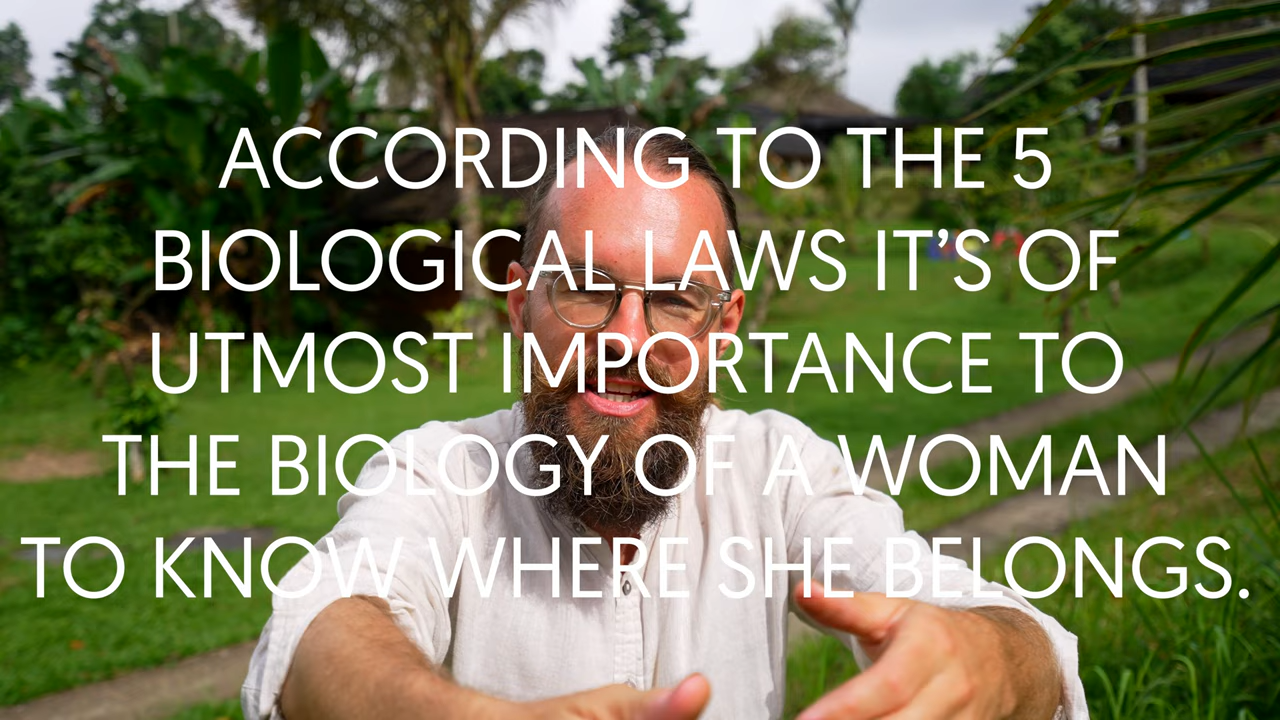 ACCORDING TO THE 5
BIOLOGICAL LAWS IT’S OF
UTMOST IMPORTANCE TO
THE BIOLOGY OF A WOMAN
TO KNOW WHERE SHE BELONGS.